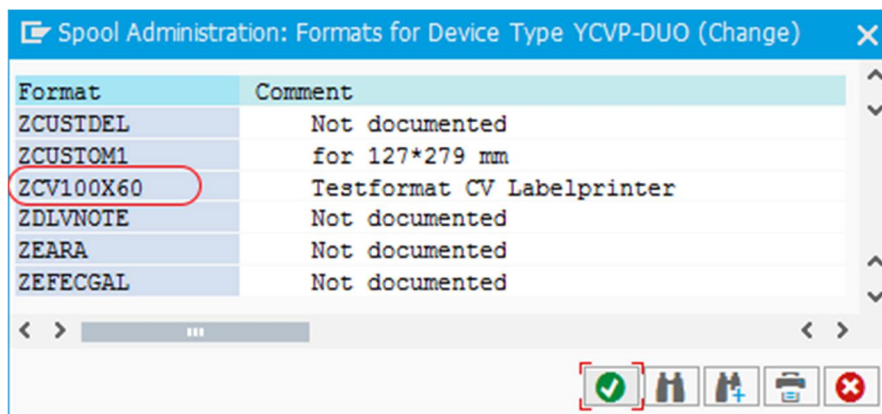 Spool Administration: Formats for Device Type YCVP-DUO (Change)
Format Comment
ZCUSTDEL Not documented
ZCUSTOM1 for 127*279 mm
ZCV100X60 Testformat CV Labelprinter
ZDLVNOTE Not documented
ZEARA Not documented
ZEFECGAL Not documented